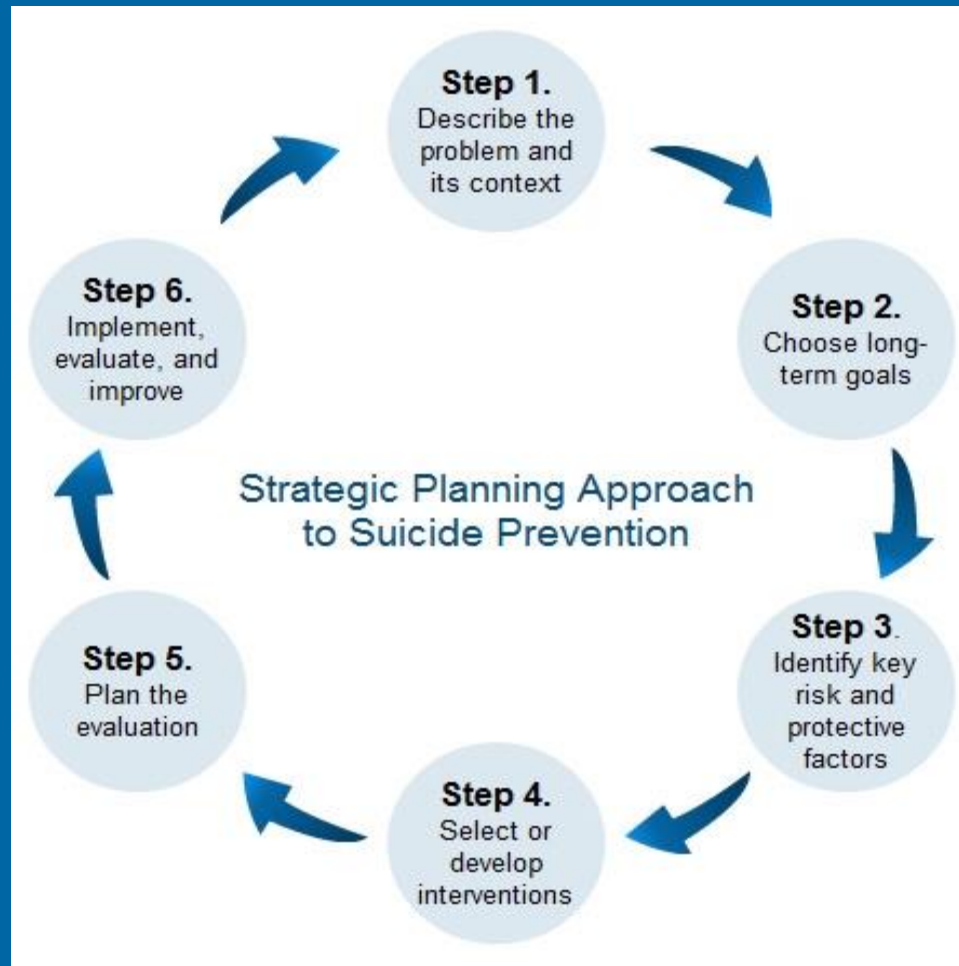 Step 1.
Describe the
problem and
its context
Step 2.
Choose long-
term goals
Step 3.
Identify key
risk and
protective
factors
Step 4.
Select or
develop
interventions
Step 5.
Plan the
evaluation
Step 6.
Implement,
evaluate, and
improve
Strategic Planning Approach
to Suicide Prevention